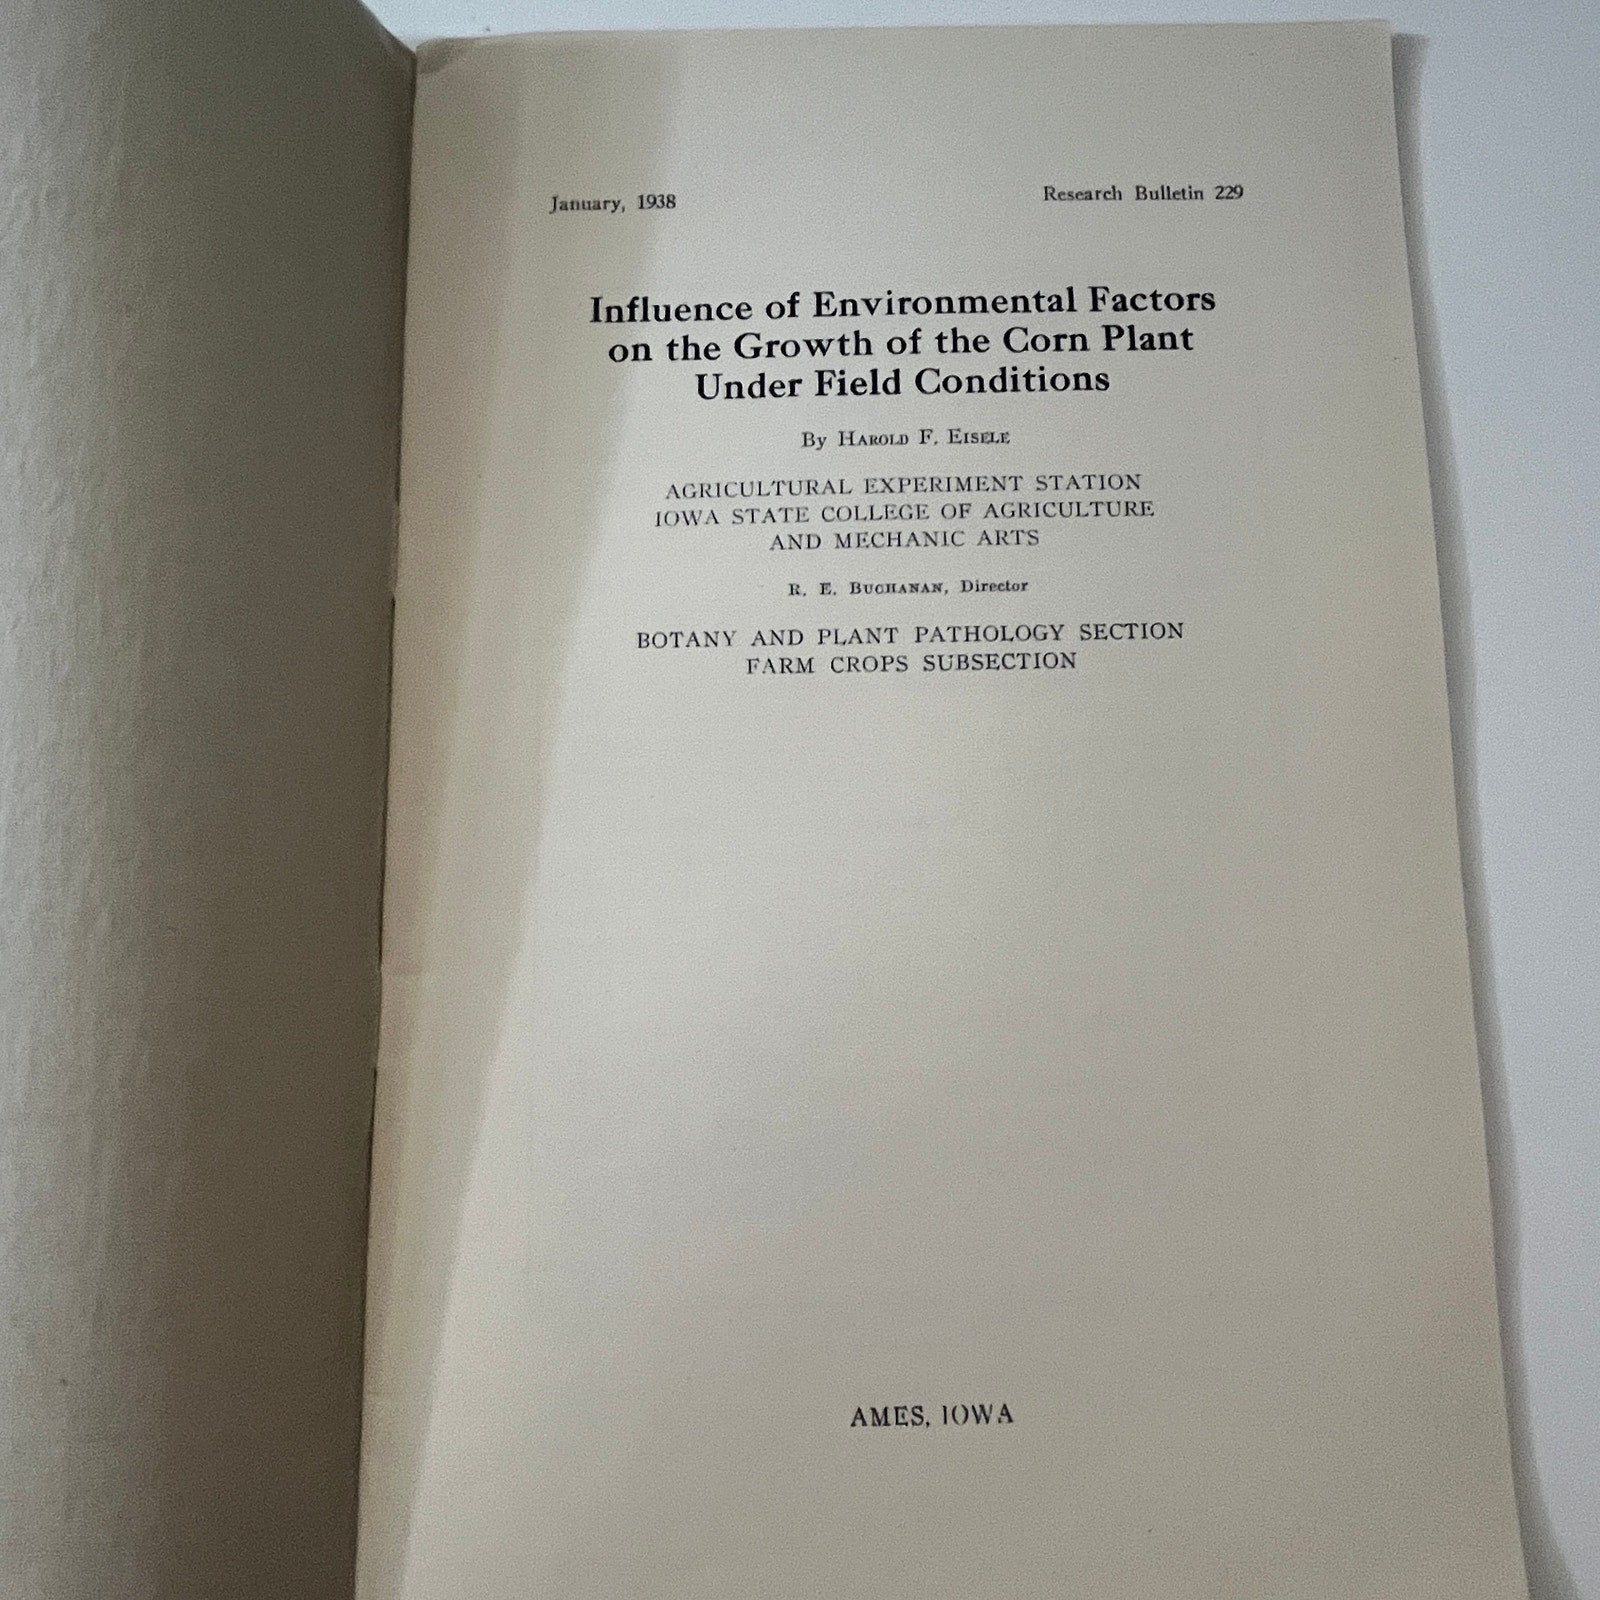 January, 1938
Research Bulletin 229
Influence of Environmental Factors
on the Growth of the Corn Plant
Under Field Conditions
By HAROLD F. EISELE
AGRICULTURAL EXPERIMENT STATION
IOWA STATE COLLEGE OF AGRICULTURE
AND MECHANIC ARTS
R. E. BUCHANAN, Director
BOTANY AND PLANT PATHOLOGY SECTION
FARM CROPS SUBSECTION
AMES, IOWA